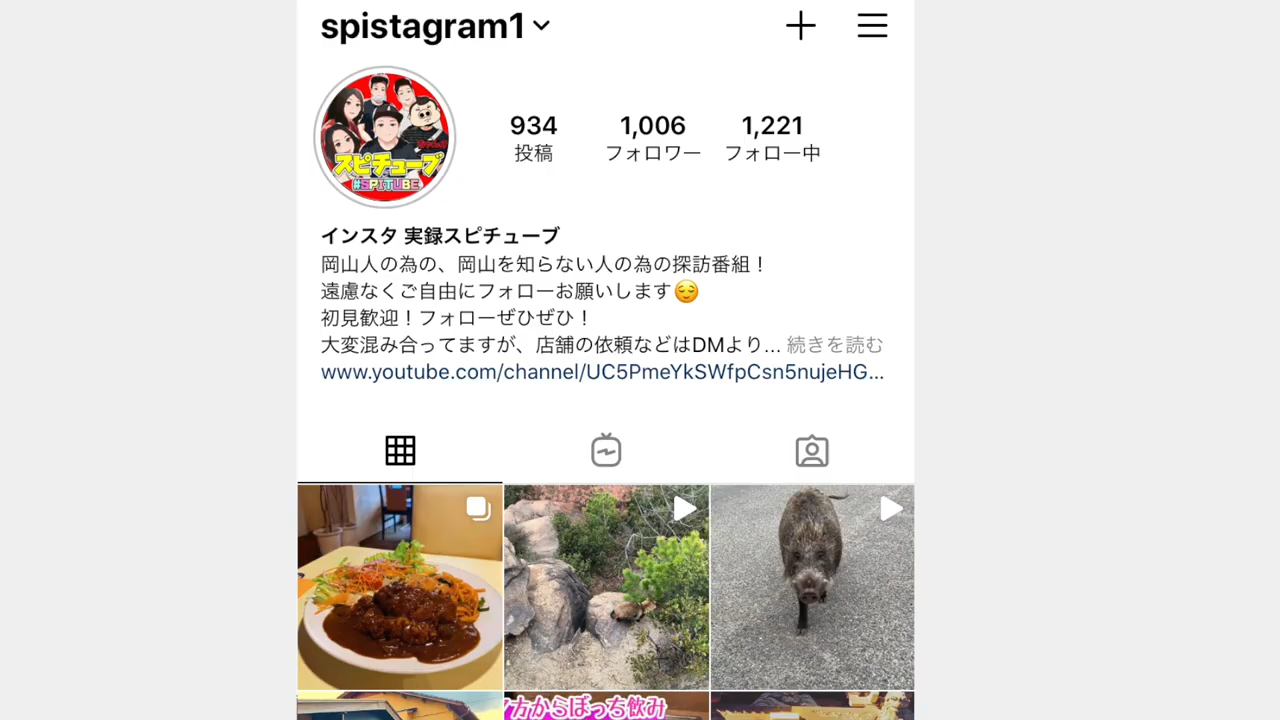 spistagram1
934
1,006
1,221
投稿
フォロワー
フォロー中
スピチューブ
#SPITUBE
インスタ 実録スピチューブ
岡山人の為の、岡山を知らない人の為の探訪番組！
遠慮なくご自由にフォローお願いします😌
初見歓迎！フォローぜひぜひ！
大変混み合ってますが、店舗の依頼などはDMより... 続きを読む
www.youtube.com/channel/UC5PmeYkSWfpCsn5nujeHG...
方からぼっち飲み